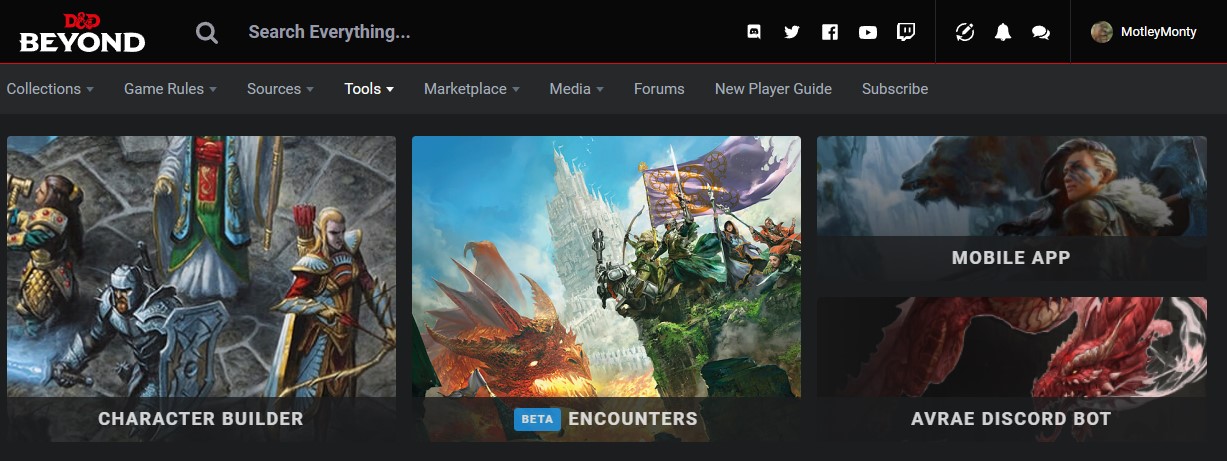 D&D
BEYOND
Search Everything...
MotleyMonty
Collections
Game Rules
Sources
Tools
Marketplace
Media
Forums
New Player Guide
Subscribe
CHARACTER BUILDER
BETA ENCOUNTERS
MOBILE APP
AVRAE DISCORD BOT